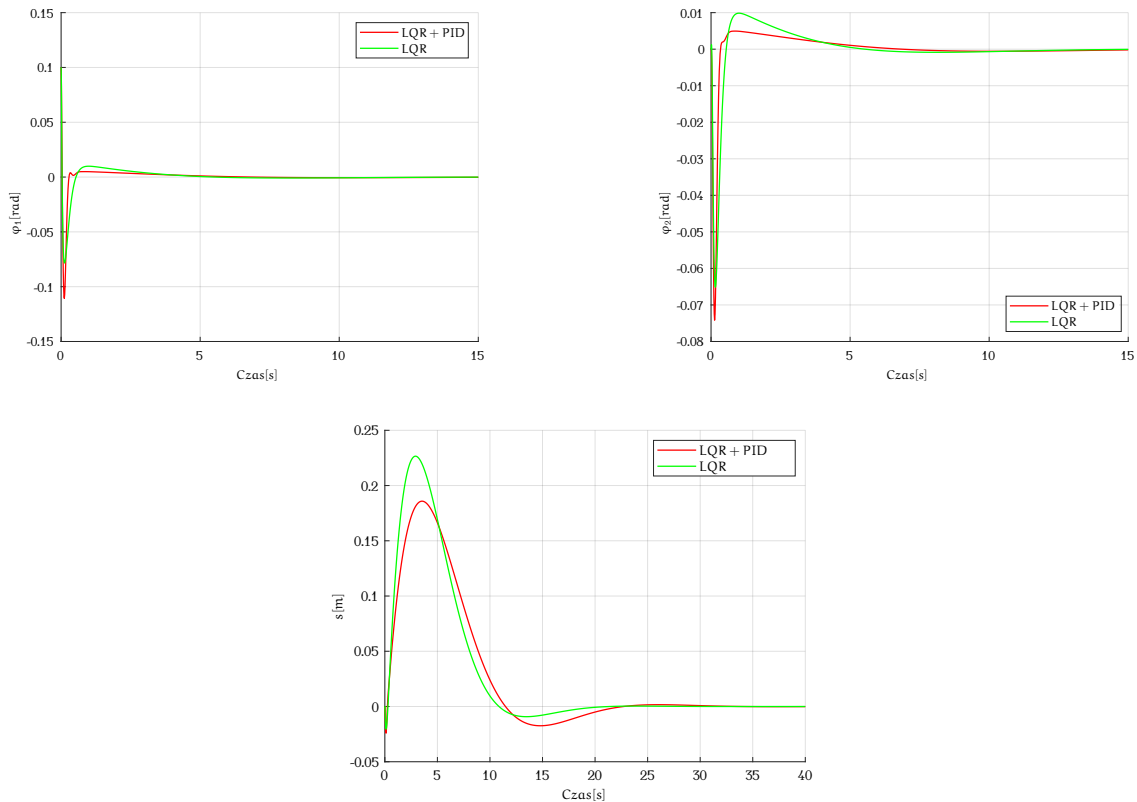 0.15
0.1
0.05
0
-0.05
-0.1
-0.15
φ1[rad]
LQR + PID
LQR
0 5 10 15
Czas[s]
0.01
0
-0.01
-0.02
-0.03
-0.04
-0.05
-0.06
-0.07
-0.08
φ2[rad]
LQR + PID
LQR
0 5 10 15
Czas[s]
0.25
0.2
0.15
0.1
0.05
0
-0.05
s[m]
LQR + PID
LQR
0 5 10 15 20 25 30 35 40
Czas[s]